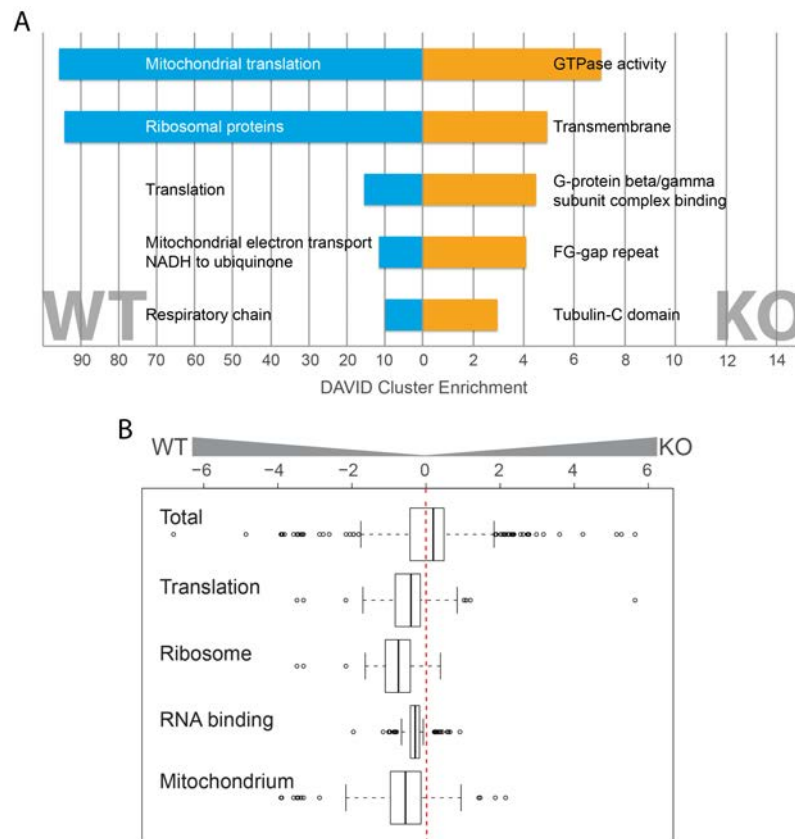 A
Mitochondrial translation
GTPase activity
Ribosomal proteins
Transmembrane
Translation
G-protein beta/gamma
subunit complex binding
Mitochondrial electron transport
NADH to ubiquinone
FG-gap repeat
WT
Respiratory chain
Tubulin-C domain
KO
90 80 70 60 50 40 30 20 10 0 2 4 6 8 10 12 14
DAVID Cluster Enrichment
B
WT
KO
−6 −4 −2 0 2 4 6
Total
Translation
Ribosome
RNA binding
Mitochondrium